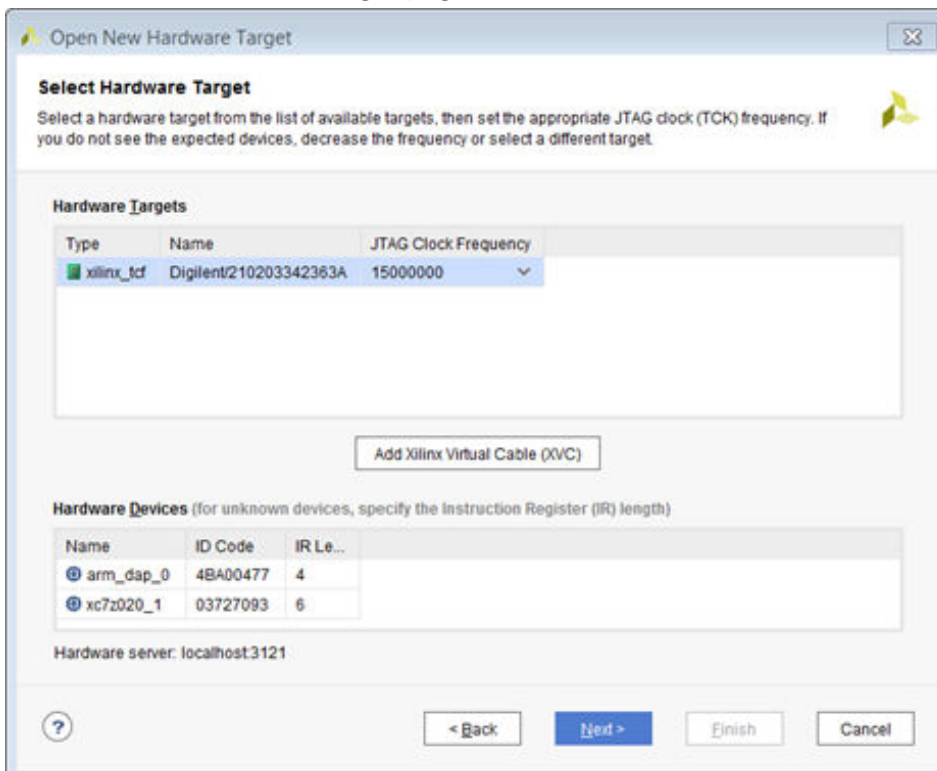 Open New Hardware Target
Select Hardware Target
Select a hardware target from the list of available targets, then set the appropriate JTAG clock (TCK) frequency. If
you do not see the expected devices, decrease the frequency or select a different target.
Hardware Targets
Type Name JTAG Clock Frequency
xilinx_tcf Digilent/210203342363A 15000000
Add Xilinx Virtual Cable (XVC)
Hardware Devices (for unknown devices, specify the Instruction Register (IR) length)
Name ID Code IR Le...
arm_dap_0 4BA00477 4
xc7z020_1 03727093 6
Hardware server: localhost:3121
? < Back Next > Finish Cancel